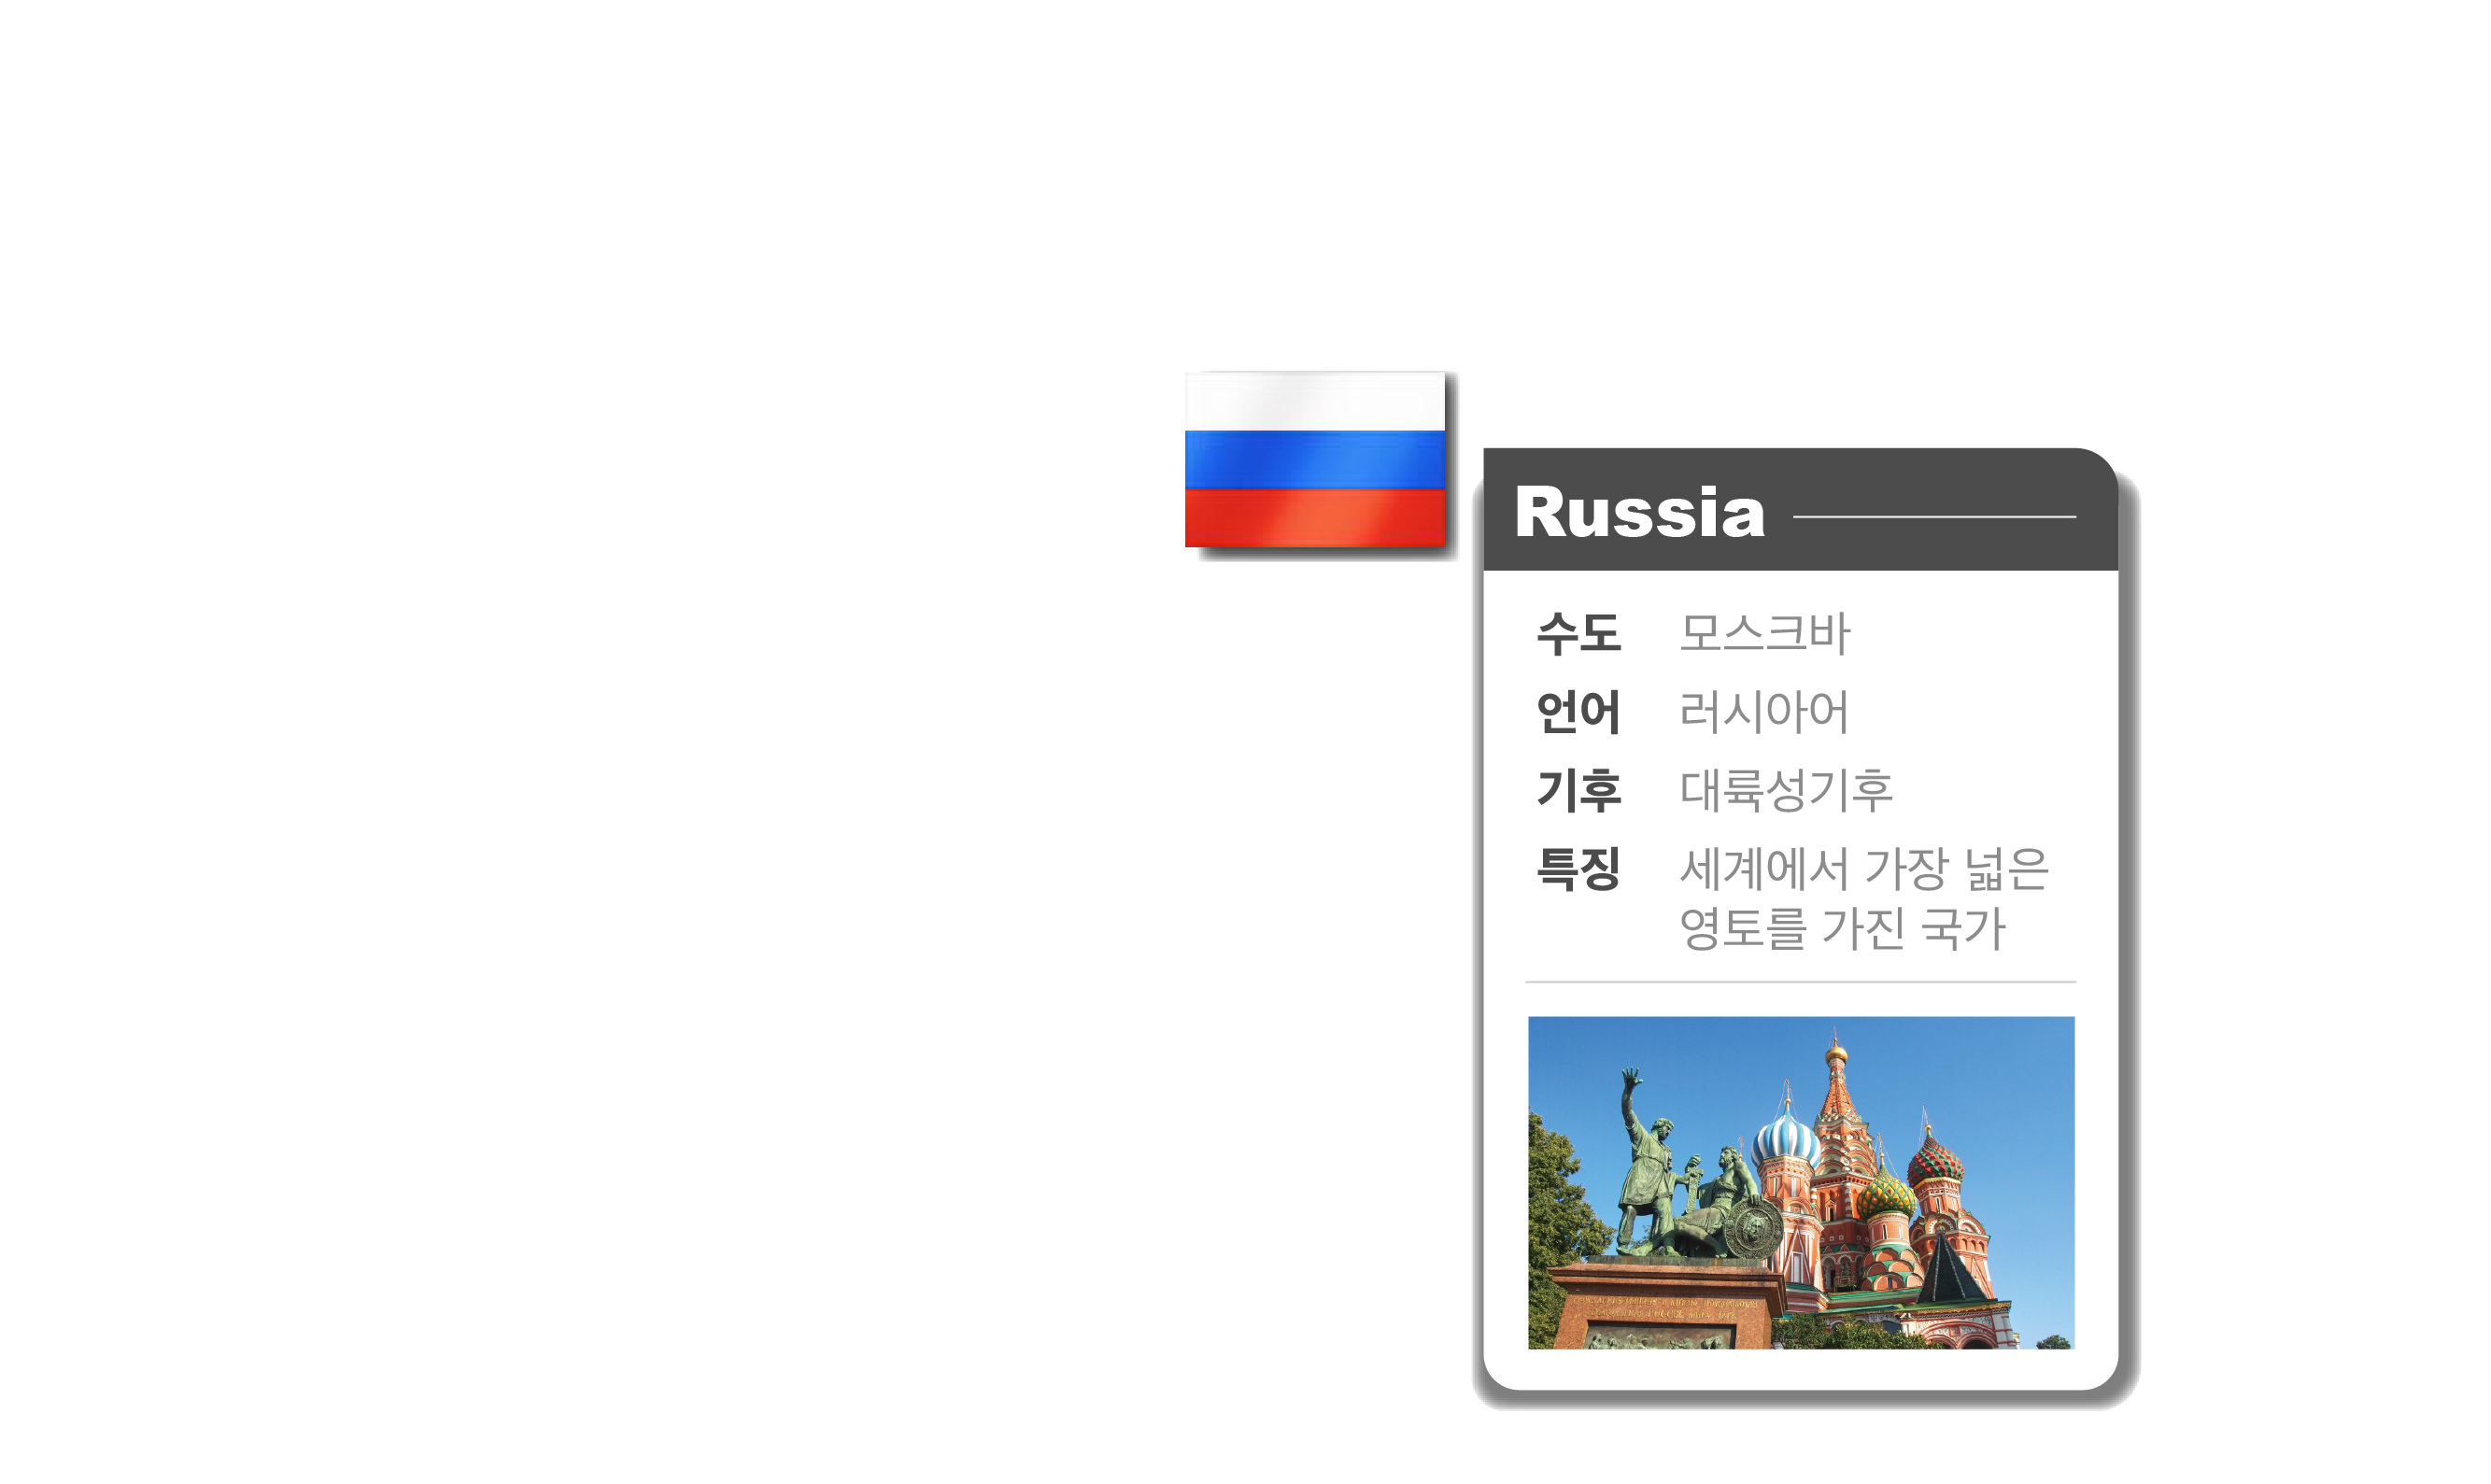 Russia
수도 모스크바
언어 러시아어
기후 대륙성기후
특징 세계에서 가장 넓은
영토를 가진 국가